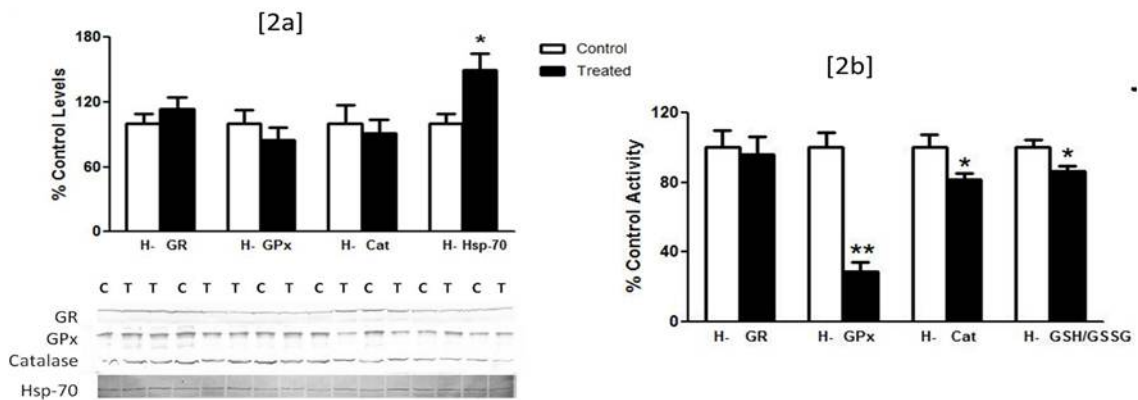 [2a]
% Control Levels
180
120
60
0
*
H- GR H- GPx H- Cat H- Hsp-70
Control
Treated
C T T C T T C T C T C T C T C T
GR
GPx
Catalase
Hsp-70
[2b]
% Control Activity
120
80
40
0
**
*
*
H- GR H- GPx H- Cat H- GSH/GSSG